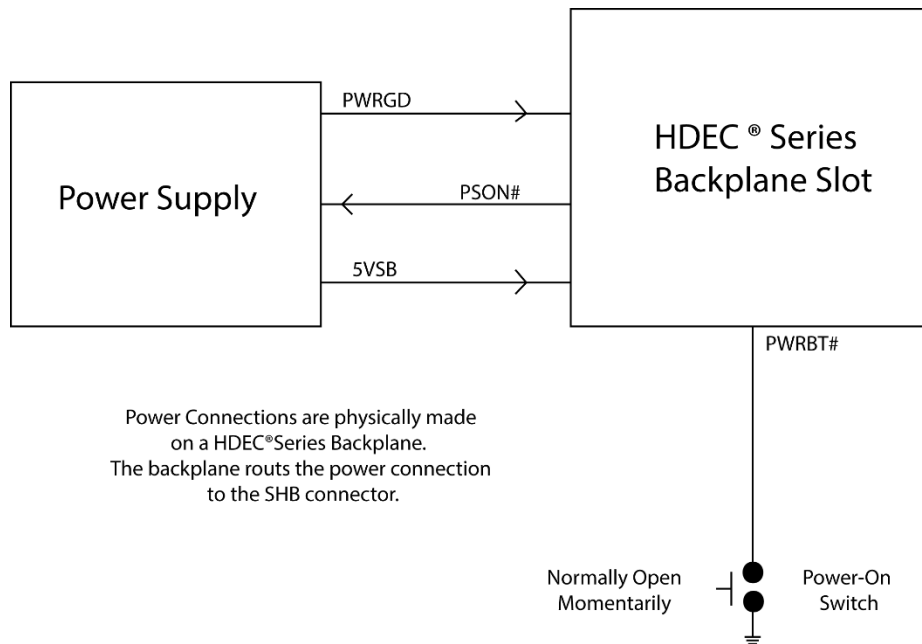 PWRGD
Power Supply
PSON#
5VSB
HDEC ® Series
Backplane Slot
PWRBT#
Power Connections are physically made
on a HDEC®Series Backplane.
The backplane routs the power connection
to the SHB connector.
Normally Open
Momentarily
Power-On
Switch